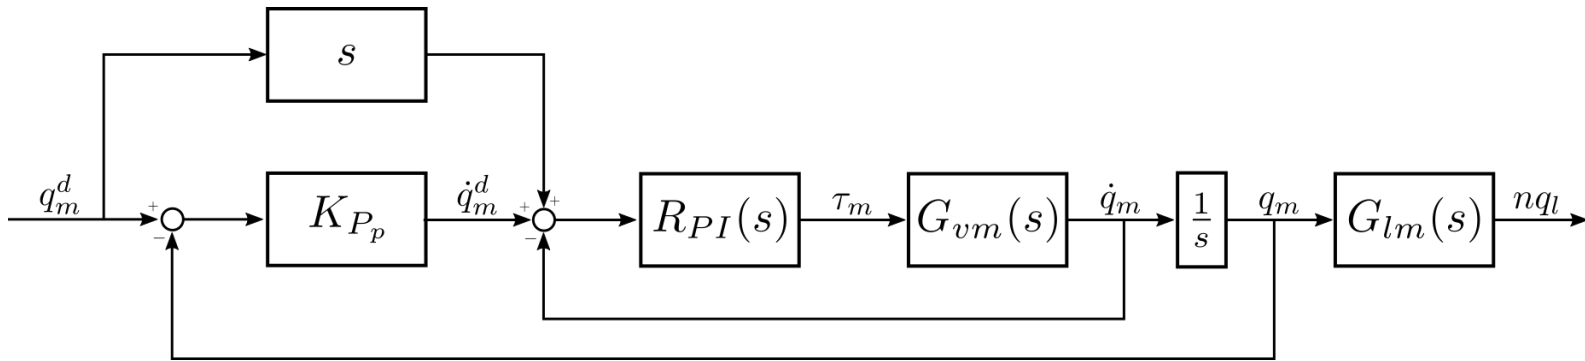 s
+
q_m^d
+
−
K_{P_p}
\dot{q}_m^d
+
−
R_{PI}(s)
τ_m
G_{vm}(s)
\dot{q}_m
1/s
q_m
G_{lm}(s)
nq_l